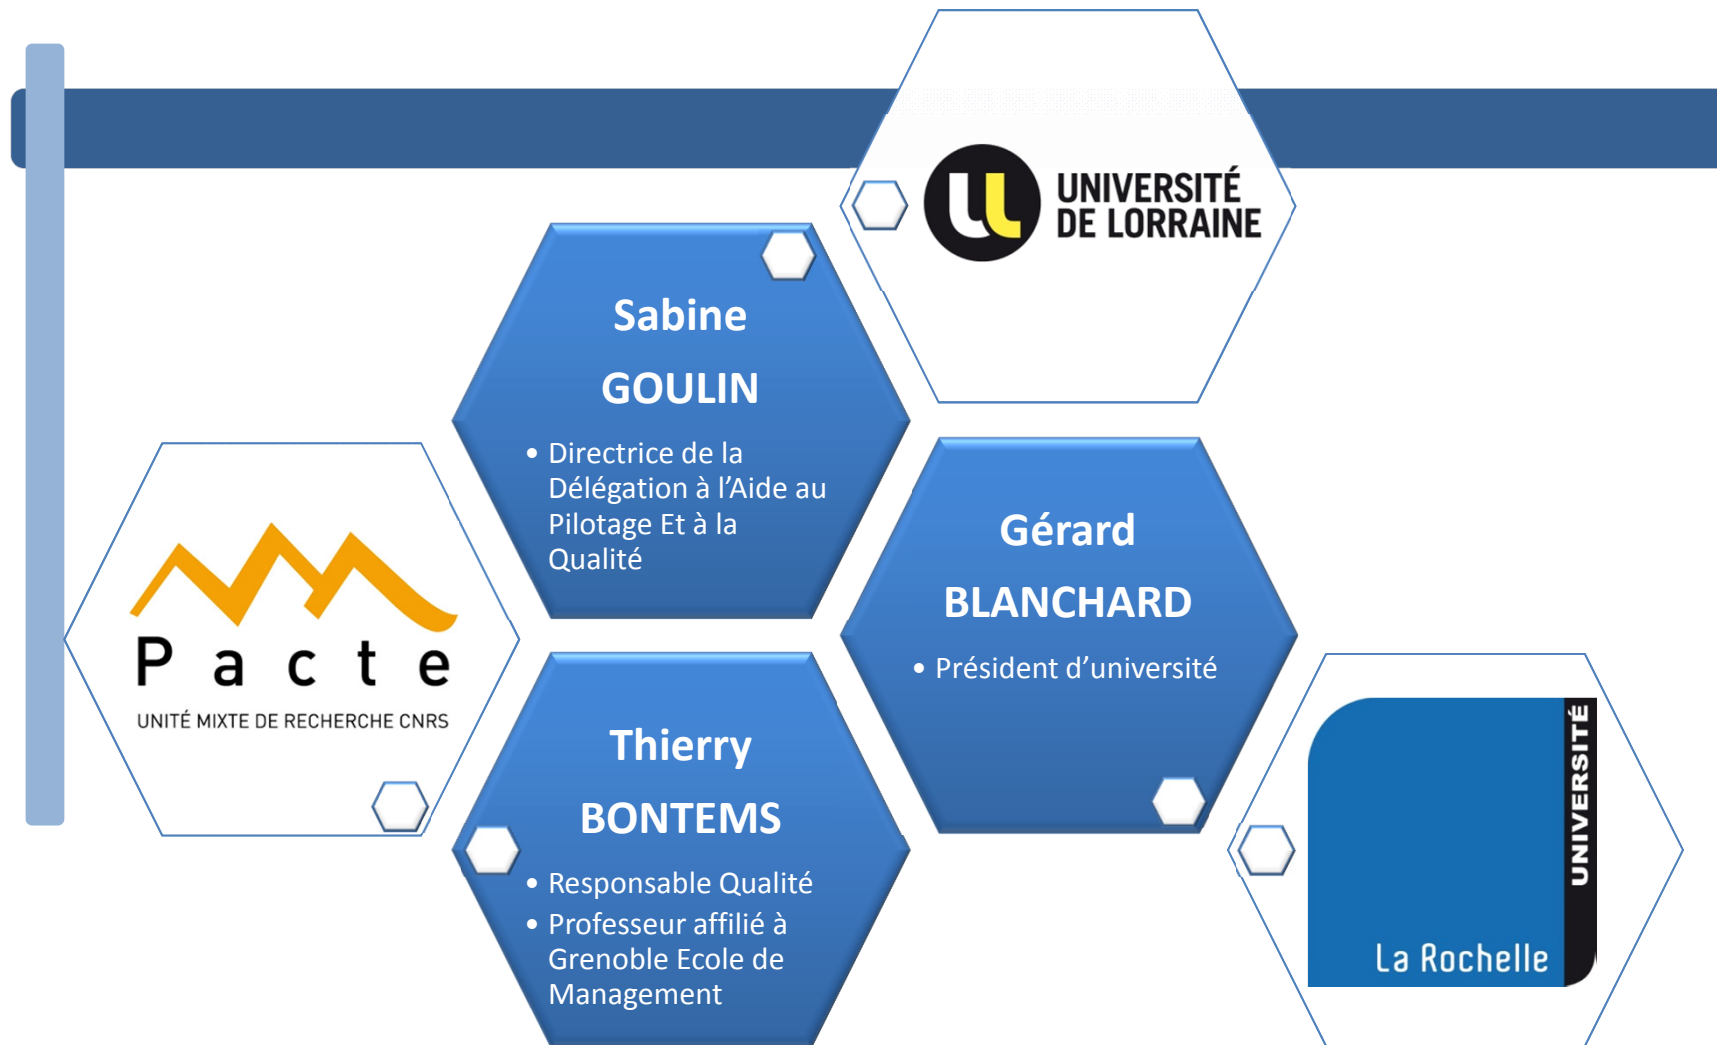 UNIVERSITÉ
DE LORRAINE
Sabine
GOULIN
• Directrice de la
Délégation à l’Aide au
Pilotage Et à la
Qualité
Gérard
BLANCHARD
• Président d’université
Pacte
UNITÉ MIXTE DE RECHERCHE CNRS
Thierry
BONTEMS
• Responsable Qualité
• Professeur affilié à
Grenoble Ecole de
Management
UNIVERSITÉ
La Rochelle